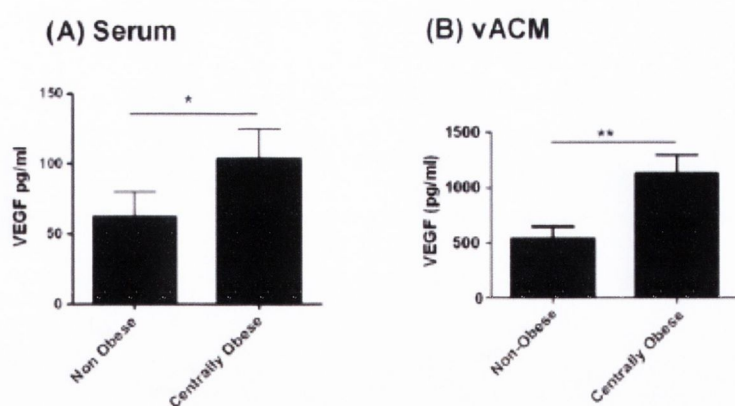 (A) Serum
*
150
100
50
0
VEGF pg/ml
Non Obese
Centrally Obese
(B) vACM
**
1500
1000
500
0
VEGF (pg/ml)
Non-Obese
Centrally Obese